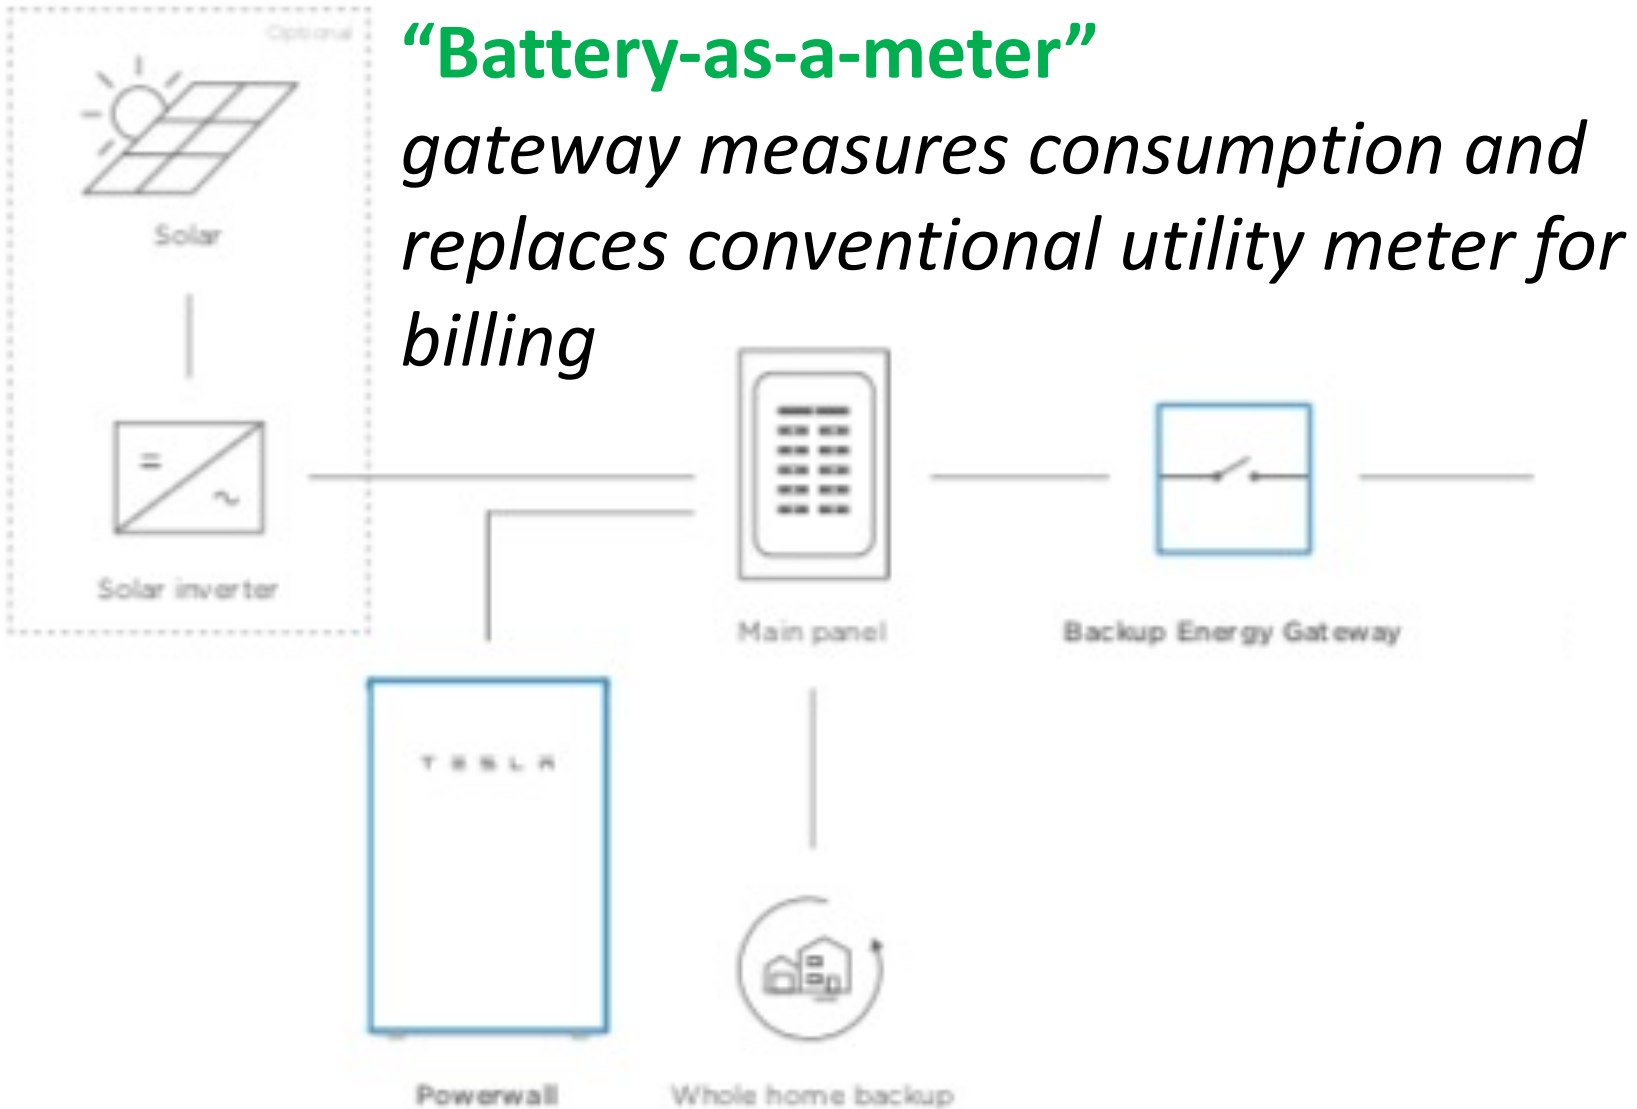 Optional
“Battery-as-a-meter”
gateway measures consumption and
replaces conventional utility meter for
billing
Solar
Solar inverter
Main panel
Backup Energy Gateway
TESLA
Powerwall
Whole home backup